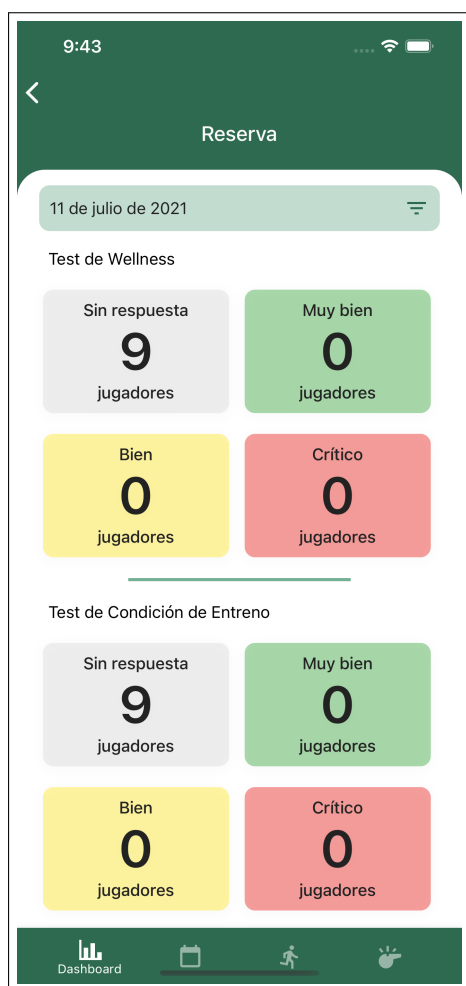 9:43
Reserva
11 de julio de 2021
Test de Wellness
Sin respuesta
9
jugadores
Muy bien
0
jugadores
Bien
0
jugadores
Crítico
0
jugadores
Test de Condición de Entreno
Sin respuesta
9
jugadores
Muy bien
0
jugadores
Bien
0
jugadores
Crítico
0
jugadores
Dashboard